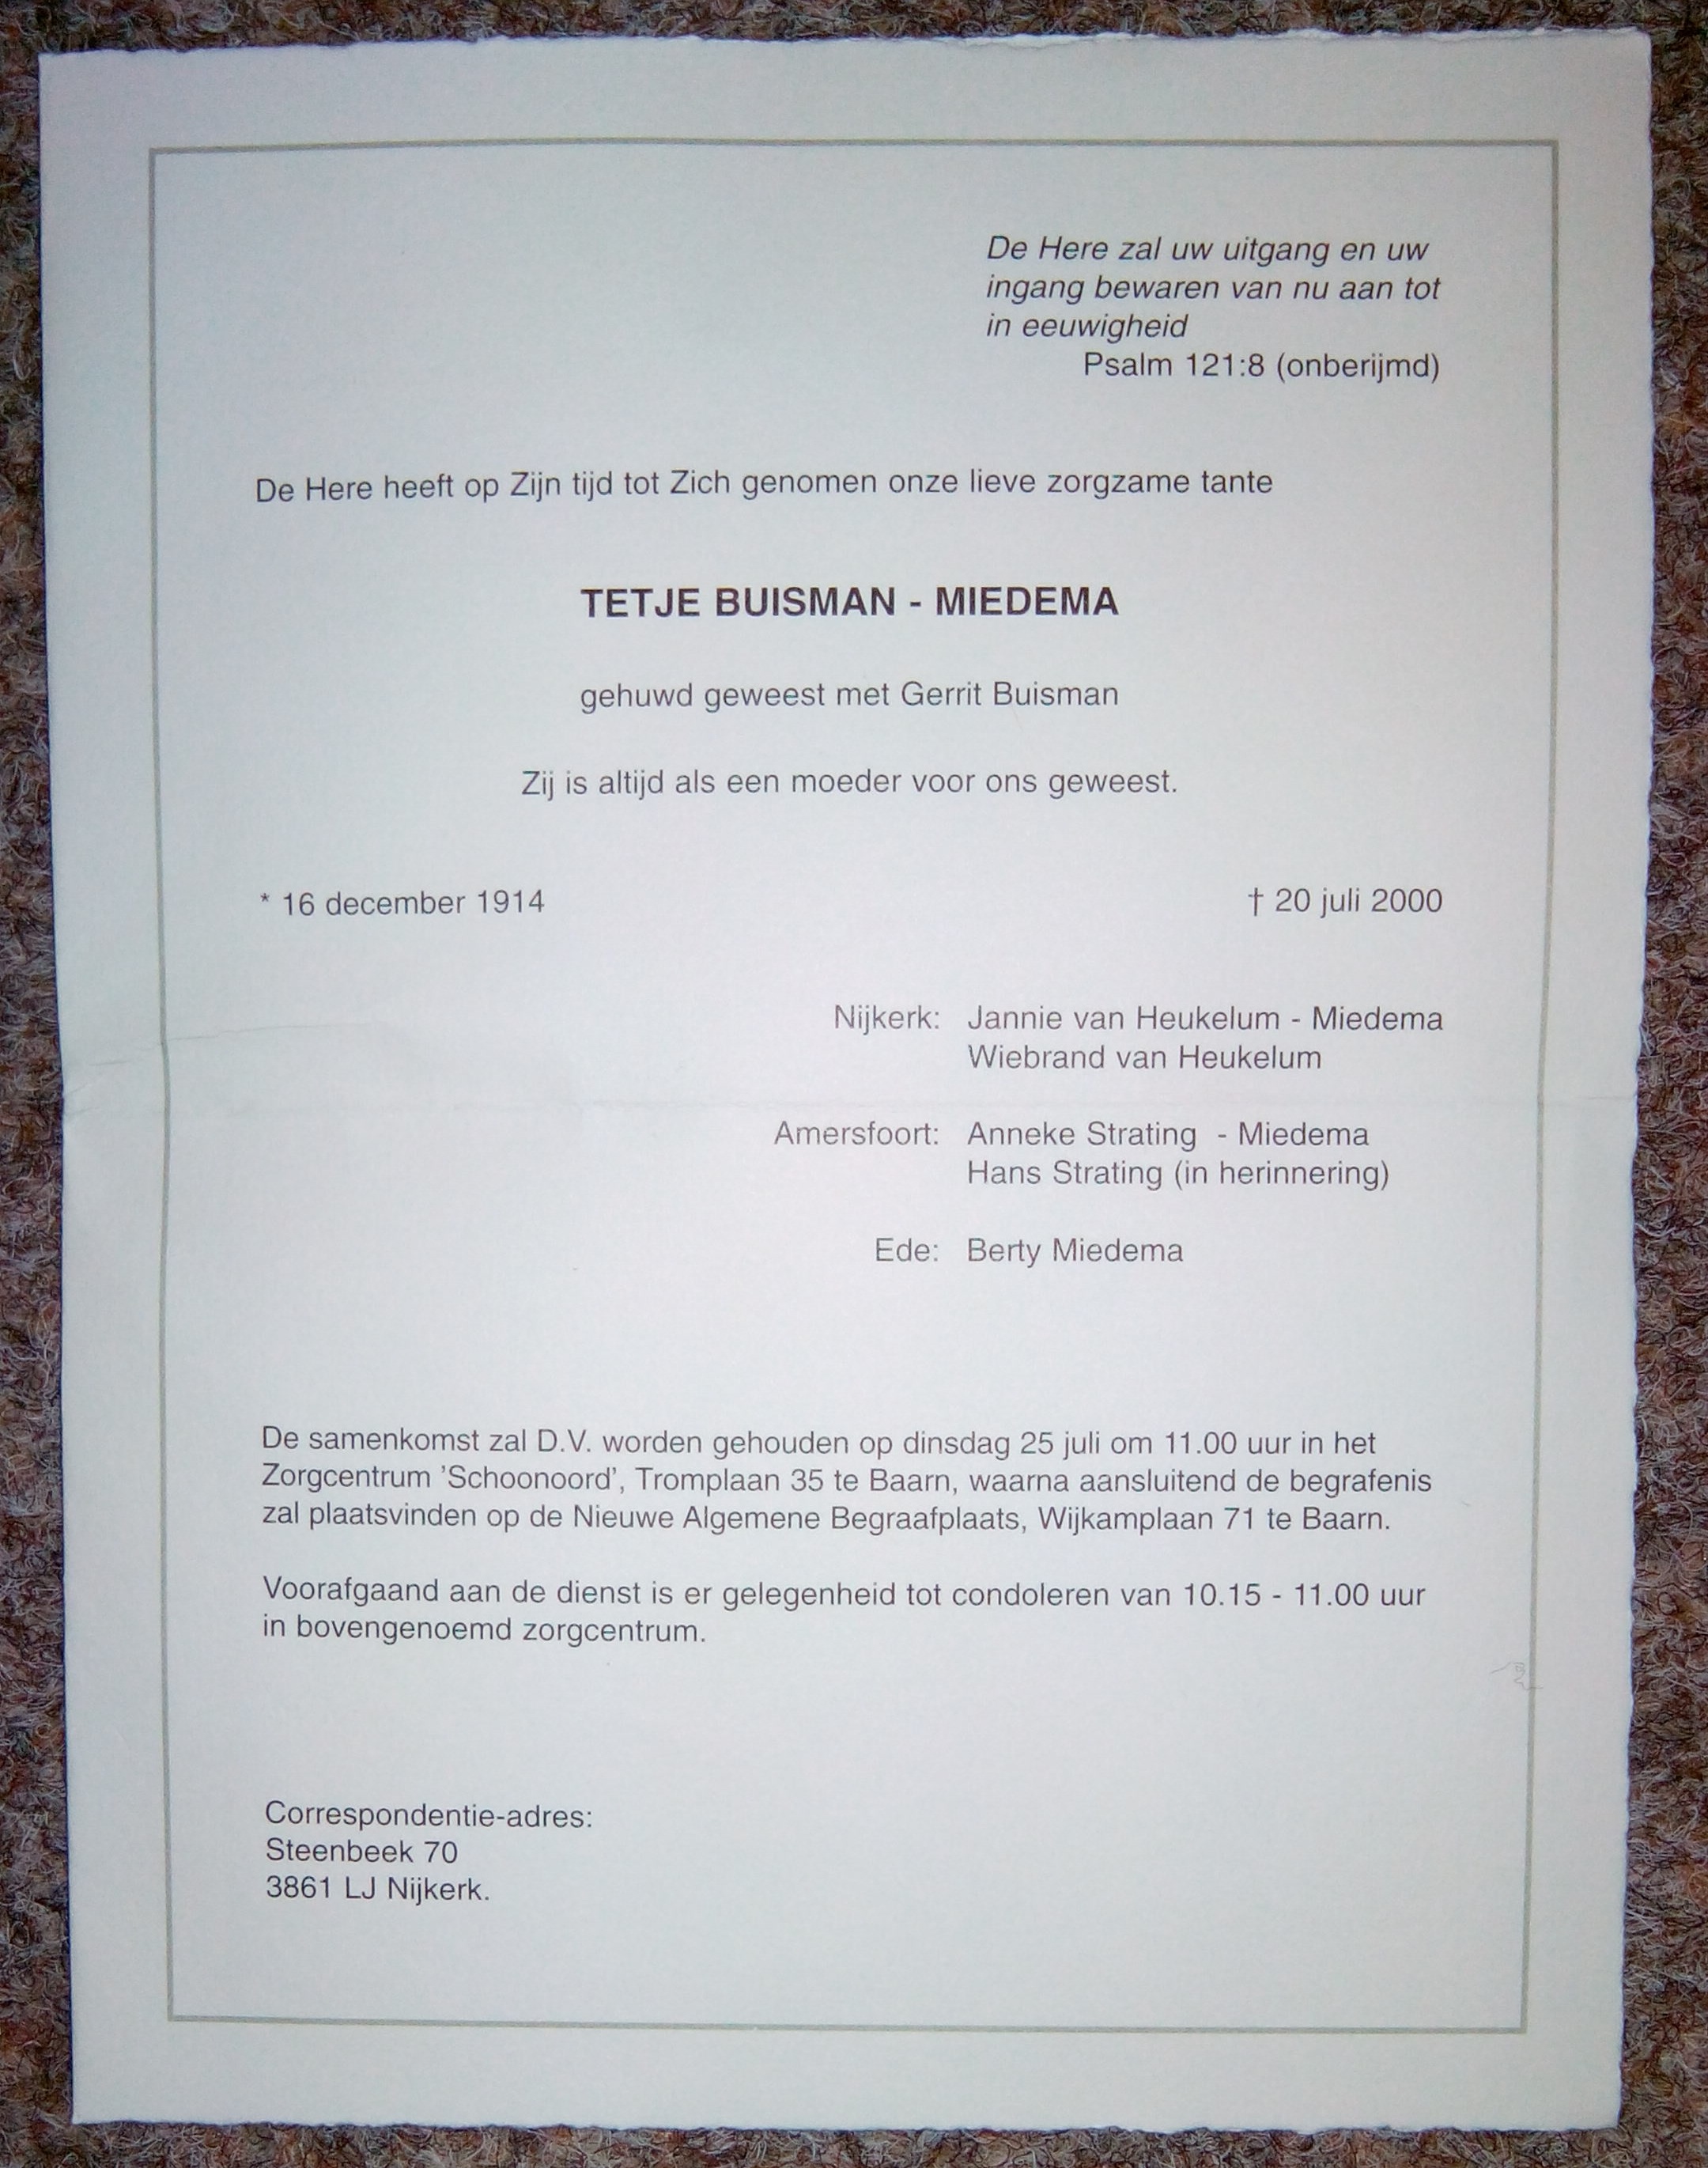 De Here zal uw uitgang en uw
ingang bewaren van nu aan tot
in eeuwigheid
Psalm 121:8 (onberijmd)
De Here heeft op Zijn tijd tot Zich genomen onze lieve zorgzame tante
TETJE BUISMAN - MIEDEMA
gehuwd geweest met Gerrit Buisman
Zij is altijd als een moeder voor ons geweest.
* 16 december 1914 † 20 juli 2000
Nijkerk: Jannie van Heukelum - Miedema
Wiebrand van Heukelum
Amersfoort: Anneke Strating - Miedema
Hans Strating (in herinnering)
Ede: Berty Miedema
De samenkomst zal D.V. worden gehouden op dinsdag 25 juli om 11.00 uur in het
Zorgcentrum 'Schoonoord', Tromplaan 35 te Baarn, waarna aansluitend de begrafenis
zal plaatsvinden op de Nieuwe Algemene Begraafplaats, Wijkamplaan 71 te Baarn.
Voorafgaand aan de dienst is er gelegenheid tot condoleren van 10.15 - 11.00 uur
in bovengenoemd zorgcentrum.
Correspondentie-adres:
Steenbeek 70
3861 LJ Nijkerk.